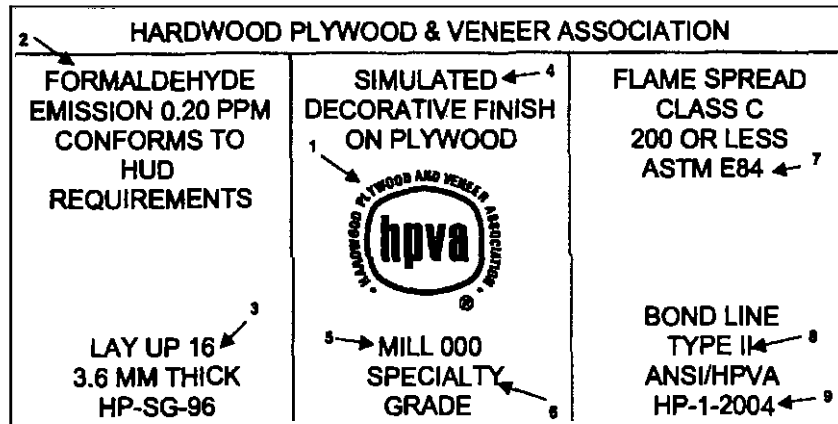 HARDWOOD PLYWOOD & VENEER ASSOCIATION
2
FORMALDEHYDE
EMISSION 0.20 PPM
CONFORMS TO
HUD
REQUIREMENTS
3
LAY UP 16
3.6 MM THICK
HP-SG-96
SIMULATED 4
DECORATIVE FINISH
ON PLYWOOD
1
HARDWOOD PLYWOOD AND VENEER ASSOCIATION
hpva
®
5 MILL 000
SPECIALTY
GRADE 6
FLAME SPREAD
CLASS C
200 OR LESS
ASTM E84 7
BOND LINE
TYPE II 8
ANSI/HPVA
HP-1-2004 9